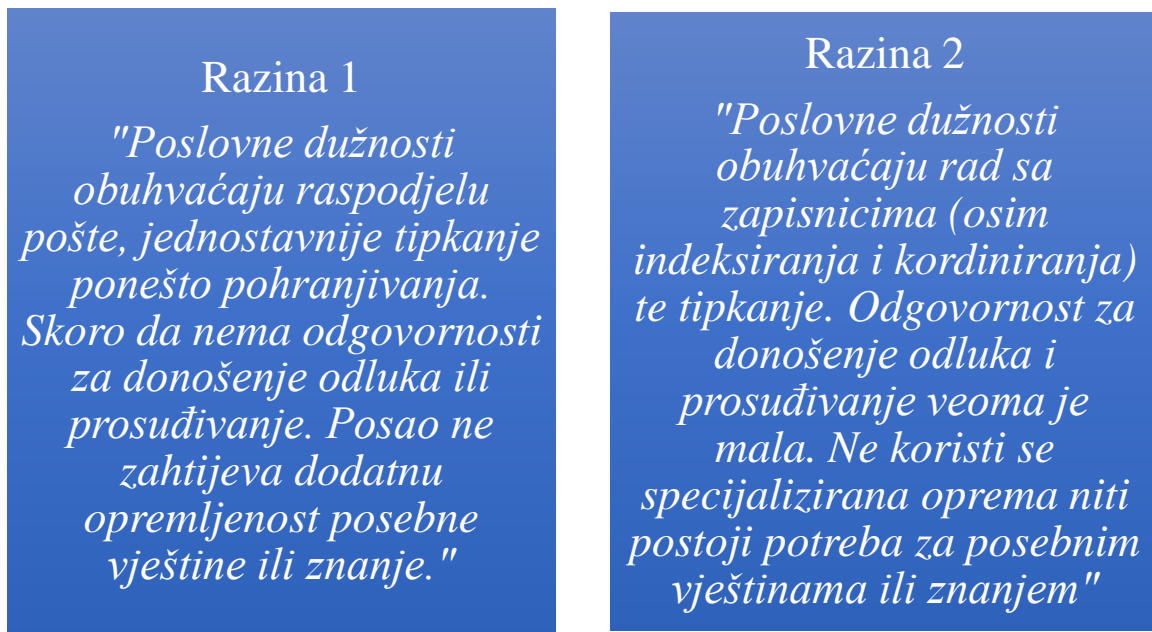 Razina 1
"Poslovne dužnosti
obuhvaćaju raspodjelu
pošte, jednostavnije tipkanje
ponešto pohranjivanja.
Skoro da nema odgovornosti
za donošenje odluka ili
prosuđivanje. Posao ne
zahtijeva dodatnu
opremljenost posebne
vještine ili znanje."
Razina 2
"Poslovne dužnosti
obuhvaćaju rad sa
zapisnicima (osim
indeksiranja i kordiniranja)
te tipkanje. Odgovornost za
donošenje odluka i
prosuđivanje veoma je
mala. Ne koristi se
specijalizirana oprema niti
postoji potreba za posebnim
vještinama ili znanjem"